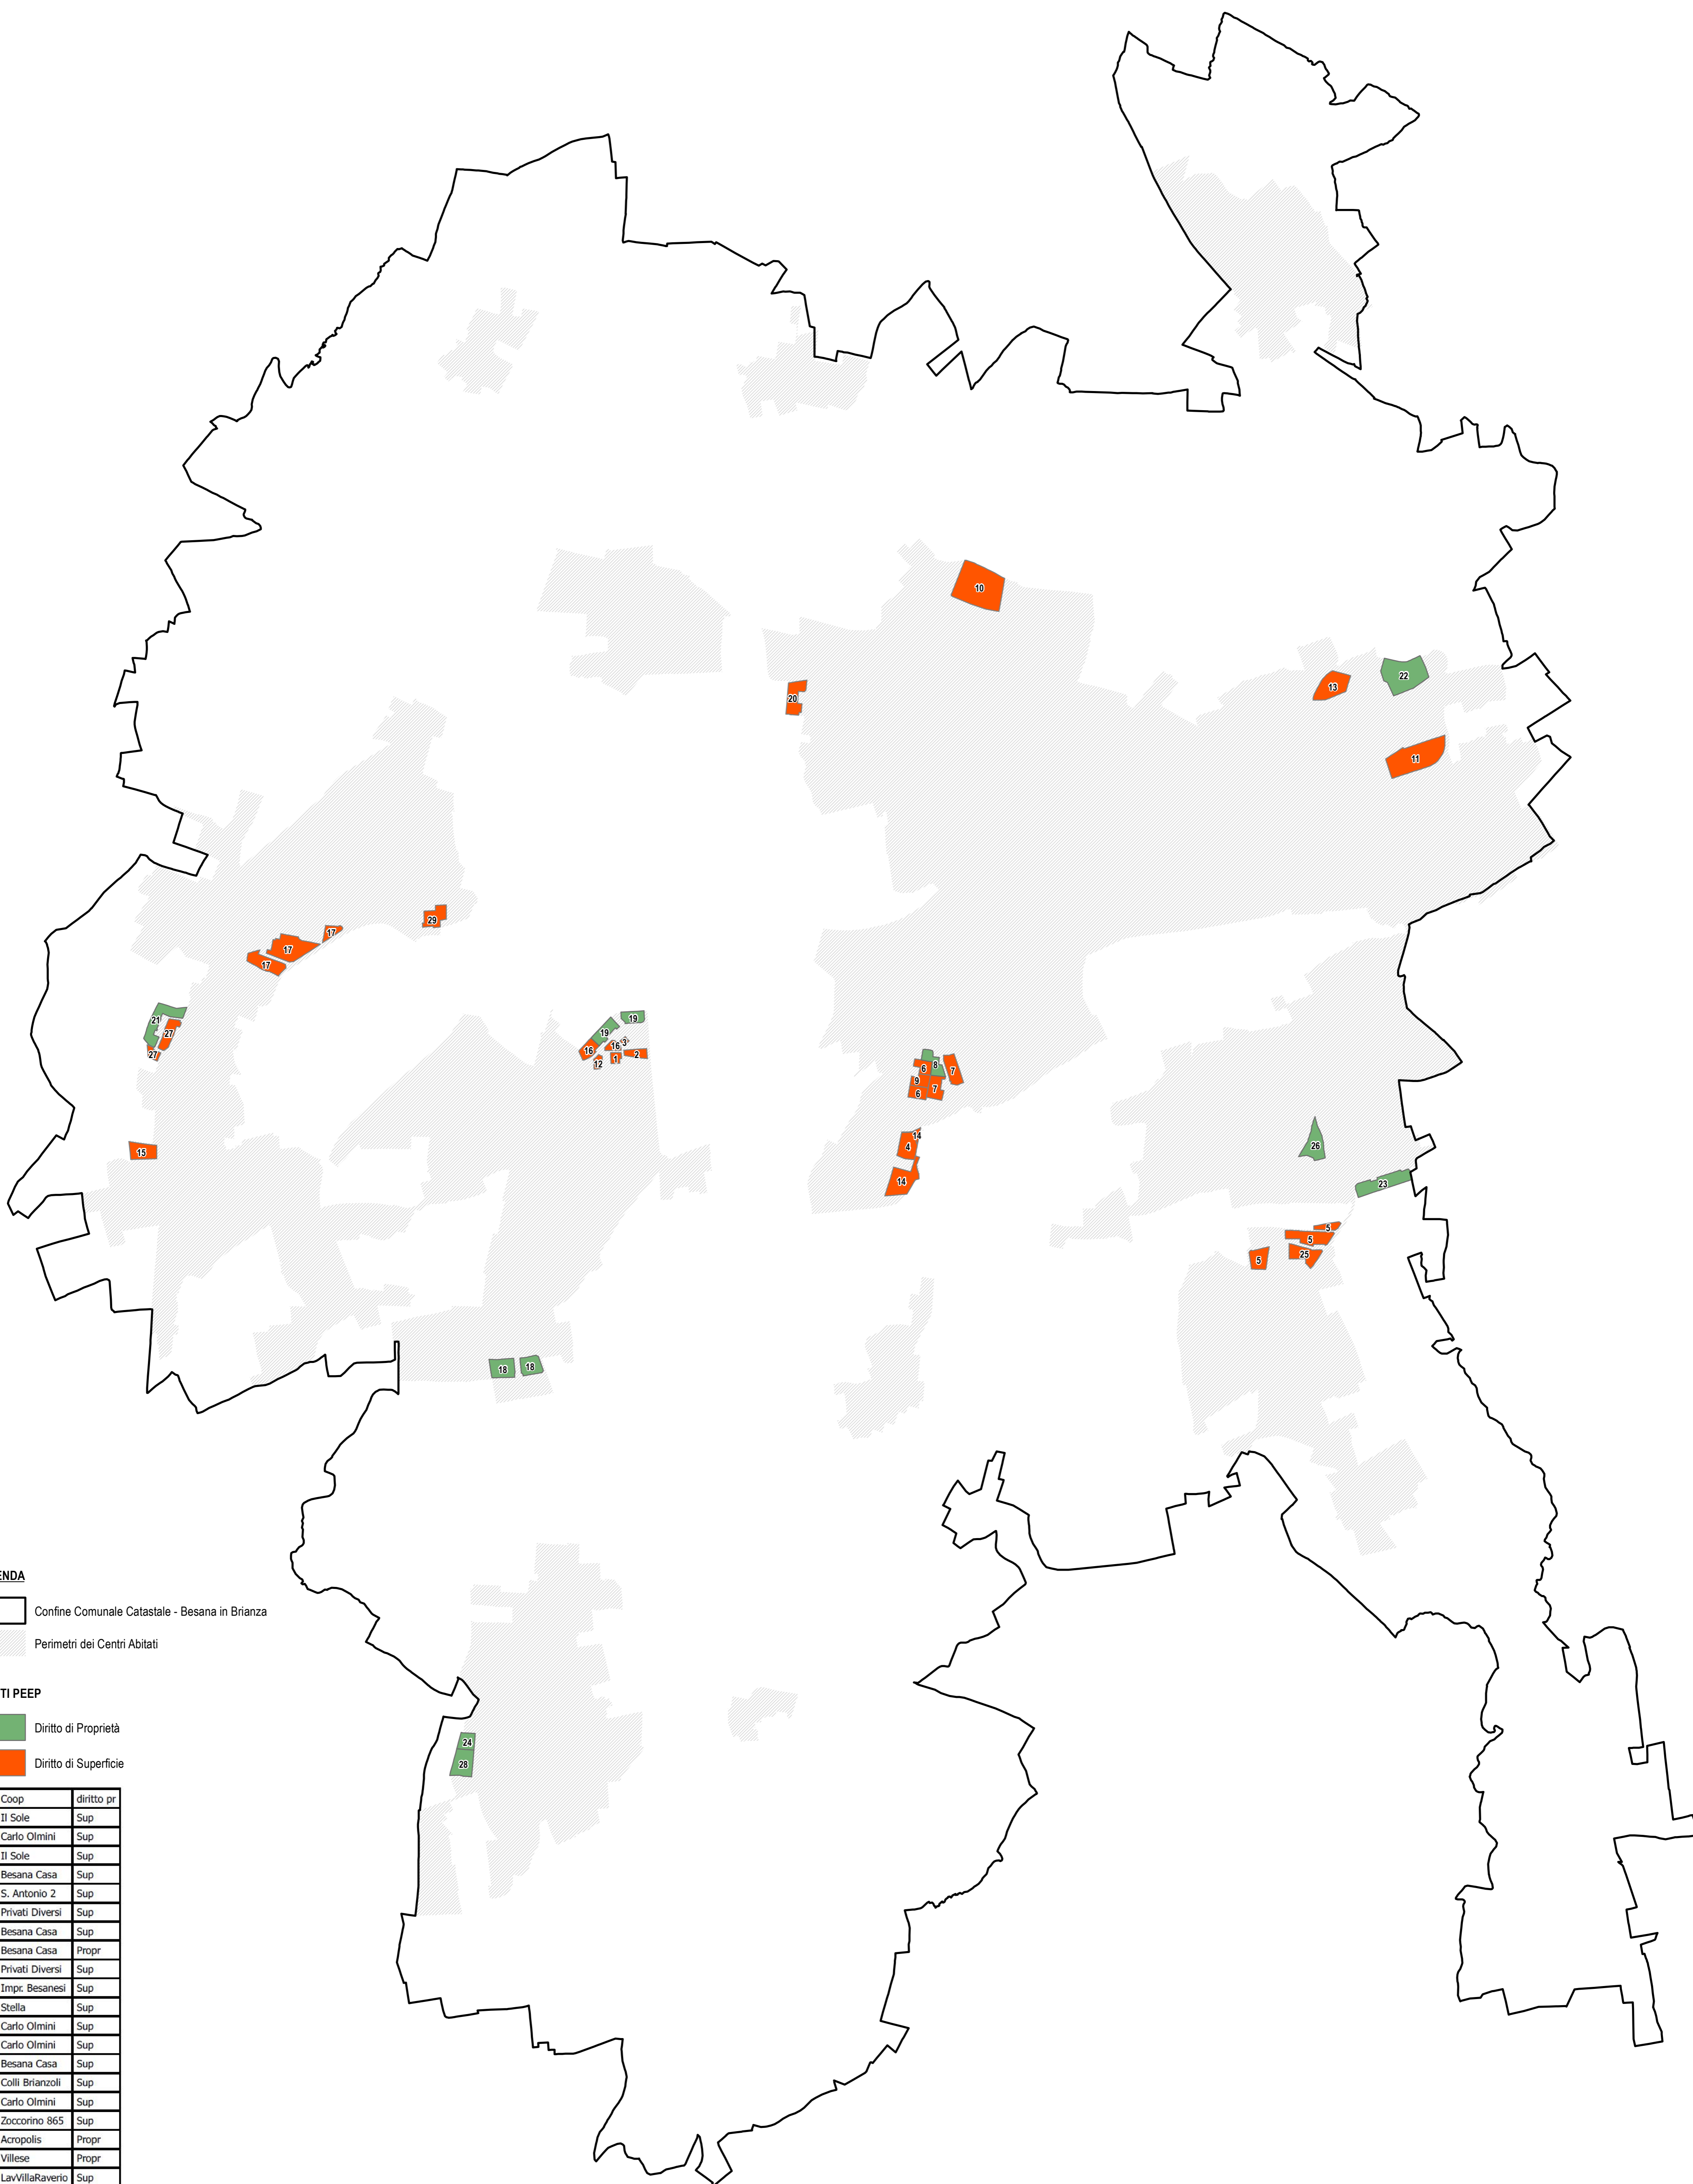 10
22
13
20
11
29
17
17
17
21
27
27
19
19
16
16
3
2
1
12
8
6
7
9
7
6
14
4
14
15
26
23
5
5
25
5
18
18
ENDA
Confine Comunale Catastale - Besana in Brianza
Perimetri dei Centri Abitati
TI PEEP
Diritto di Proprietà
Diritto di Superficie
24
28
Coop diritto pr
Il Sole Sup
Carlo Olmini Sup
Il Sole Sup
Besana Casa Sup
S. Antonio 2 Sup
Privati Diversi Sup
Besana Casa Sup
Besana Casa Propr
Privati Diversi Sup
Impr. Besanesi Sup
Stella Sup
Carlo Olmini Sup
Carlo Olmini Sup
Besana Casa Sup
Colli Brianzoli Sup
Carlo Olmini Sup
Zoccorino 865 Sup
Acropolis Propr
Villese Propr
LavVillaRaverio Sup